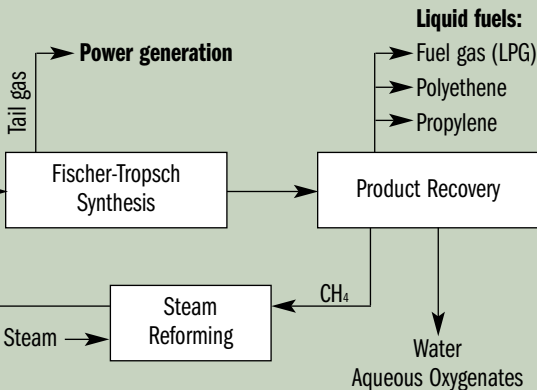 Liquid fuels:
Power generation
Fuel gas (LPG)
Polyethene
Propylene
Tail gas
Fischer-Tropsch
Synthesis
Product Recovery
CH₄
Steam
Reforming
Steam
Water
Aqueous Oxygenates